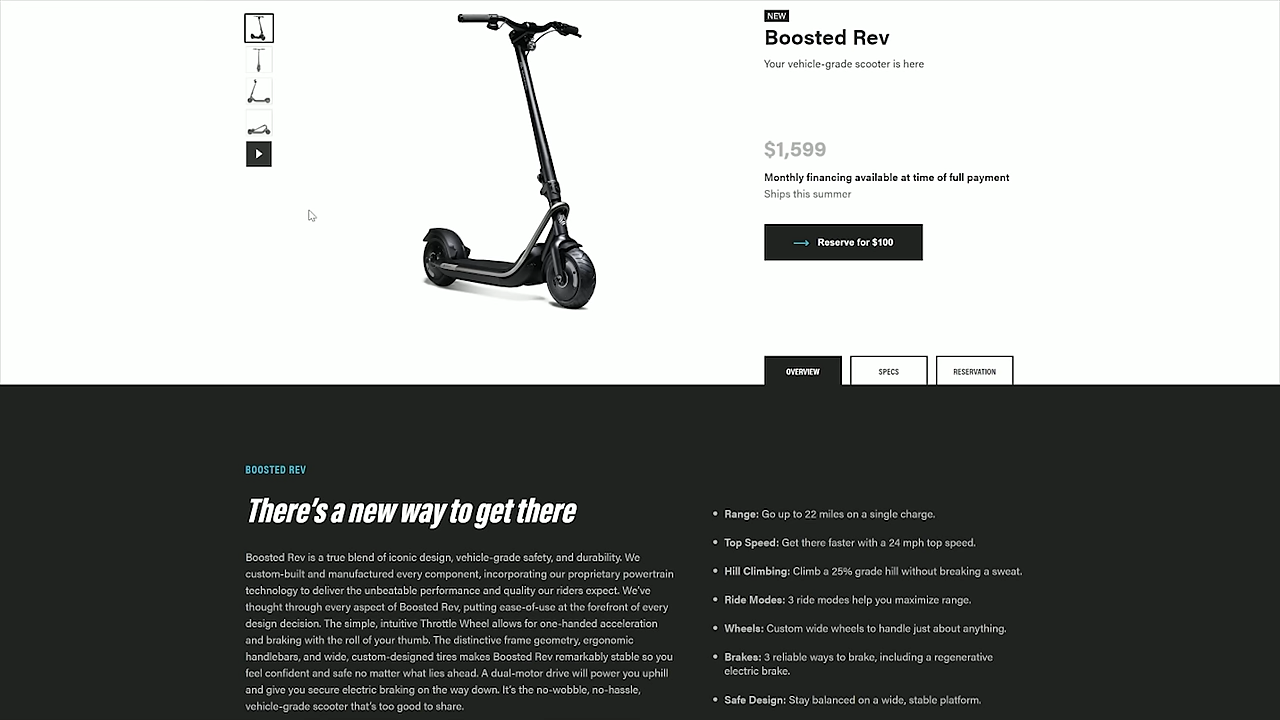 NEW
Boosted Rev
Your vehicle-grade scooter is here
$1,599
Monthly financing available at time of full payment
Ships this summer
Reserve for $100
OVERVIEW
SPECS
RESERVATION
BOOSTED REV
There's a new way to get there
Boosted Rev is a true blend of iconic design, vehicle-grade safety, and durability. We
custom-built and manufactured every component, incorporating our proprietary powertrain
technology to deliver the unbeatable performance and quality our riders expect. We've
thought through every aspect of Boosted Rev, putting ease-of-use at the forefront of every
design decision. The simple, intuitive Throttle Wheel allows for one-handed acceleration
and braking with the roll of your thumb. The distinctive frame geometry, ergonomic
handlebars, and wide, custom-designed tires makes Boosted Rev remarkably stable so you
feel confident and safe no matter what lies ahead. A dual-motor drive will power you uphill
and give you secure electric braking on the way down. It's the no-wobble, no-hassle,
vehicle-grade scooter that's too good to share.
• Range: Go up to 22 miles on a single charge.
• Top Speed: Get there faster with a 24 mph top speed.
• Hill Climbing: Climb a 25% grade hill without breaking a sweat.
• Ride Modes: 3 ride modes help you maximize range.
• Wheels: Custom wide wheels to handle just about anything.
• Brakes: 3 reliable ways to brake, including a regenerative
electric brake.
• Safe Design: Stay balanced on a wide, stable platform.